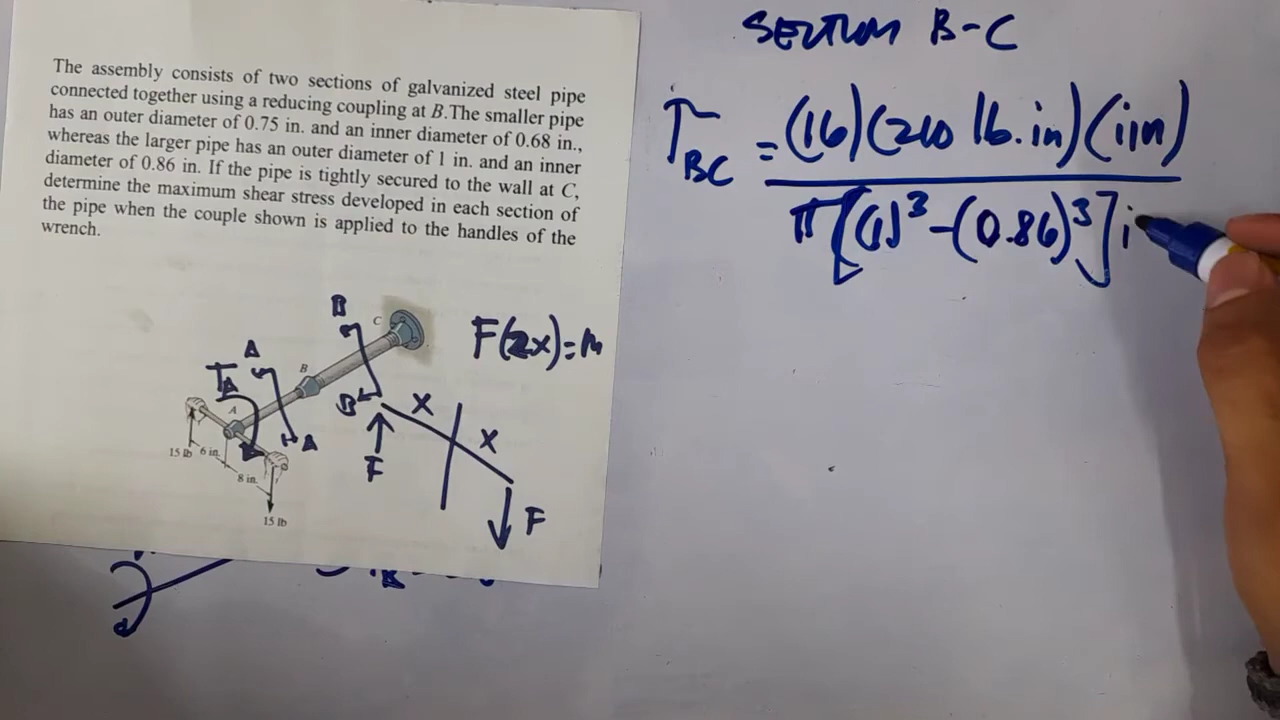 The assembly consists of two sections of galvanized steel pipe
connected together using a reducing coupling at B. The smaller pipe
has an outer diameter of 0.75 in. and an inner diameter of 0.68 in.,
whereas the larger pipe has an outer diameter of 1 in. and an inner
diameter of 0.86 in. If the pipe is tightly secured to the wall at C,
determine the maximum shear stress developed in each section of
the pipe when the couple shown is applied to the handles of the
wrench.
B
C
F(2x)=M
A
B
TA
B
X
A
A
X
15 lb
6 in.
F
8 in.
15 lb
F
SECTION B-C
τBC = (16)(210 lb.in)(1in)
π[(1)³-(0.86)³]i